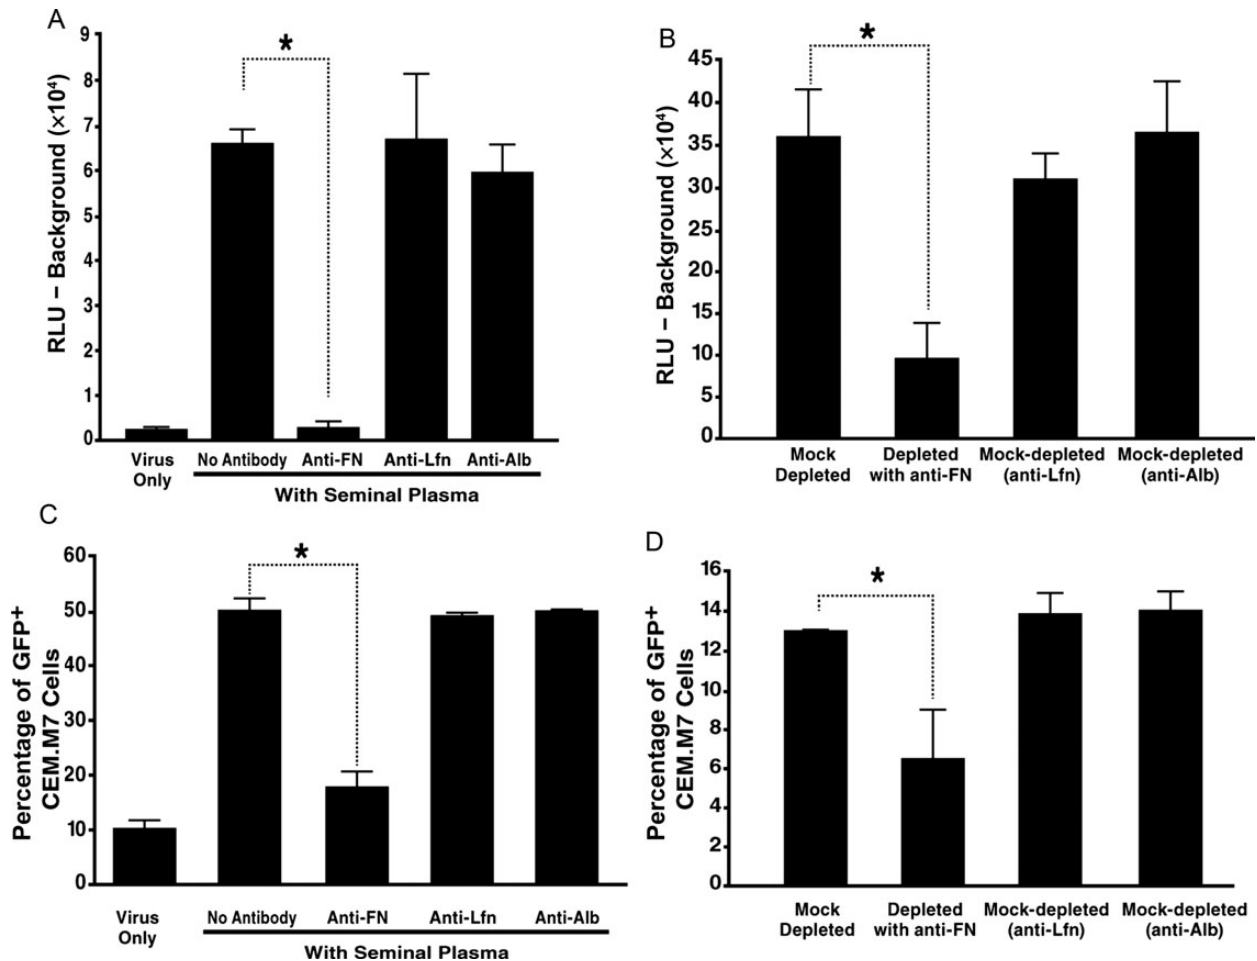 A
RLU – Background (×10⁴)
9
8
7
6
5
4
3
2
1
0
*
Virus Only
No Antibody
Anti-FN
Anti-Lfn
Anti-Alb
With Seminal Plasma
B
RLU – Background (×10⁴)
45
40
35
30
25
20
15
10
5
0
*
Mock Depleted
Depleted with anti-FN
Mock-depleted (anti-Lfn)
Mock-depleted (anti-Alb)
C
Percentage of GFP⁺
CEM.M7 Cells
60
50
40
30
20
10
0
*
Virus Only
No Antibody
Anti-FN
Anti-Lfn
Anti-Alb
With Seminal Plasma
D
Percentage of GFP⁺
CEM.M7 Cells
16
14
12
10
8
6
4
2
0
*
Mock Depleted
Depleted with anti-FN
Mock-depleted (anti-Lfn)
Mock-depleted (anti-Alb)